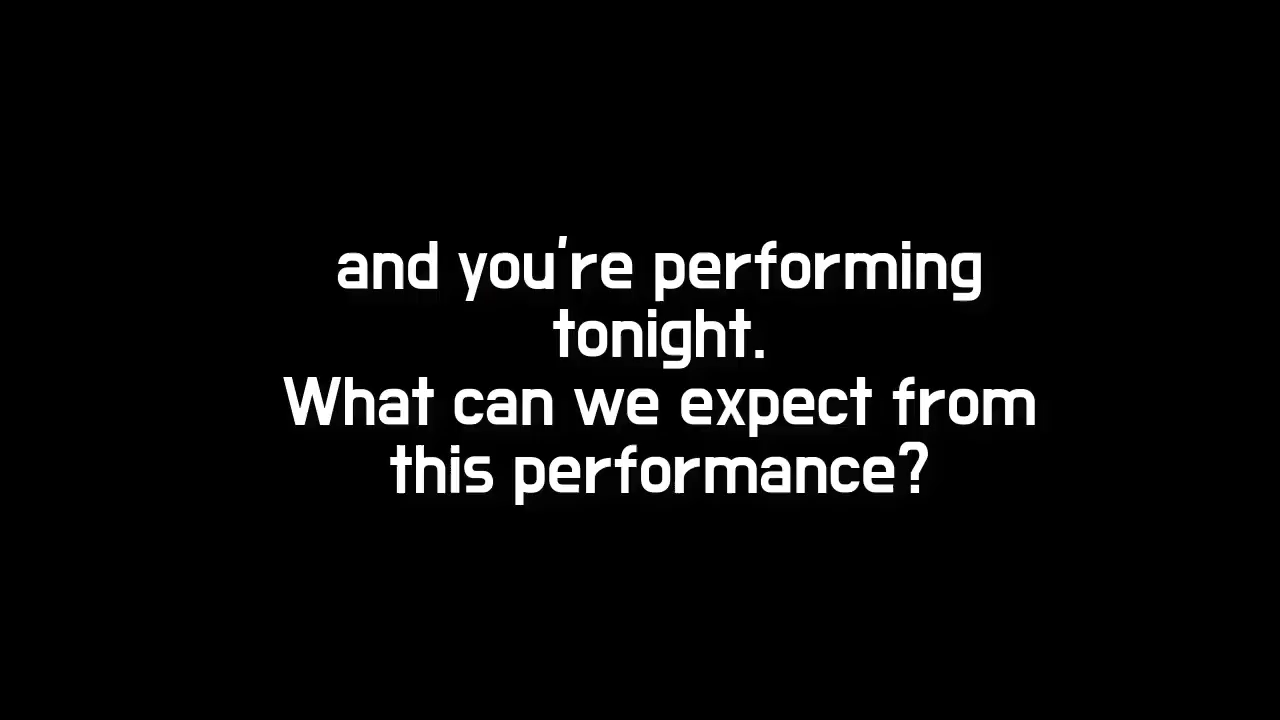 and you're performing
tonight.
What can we expect from
this performance?